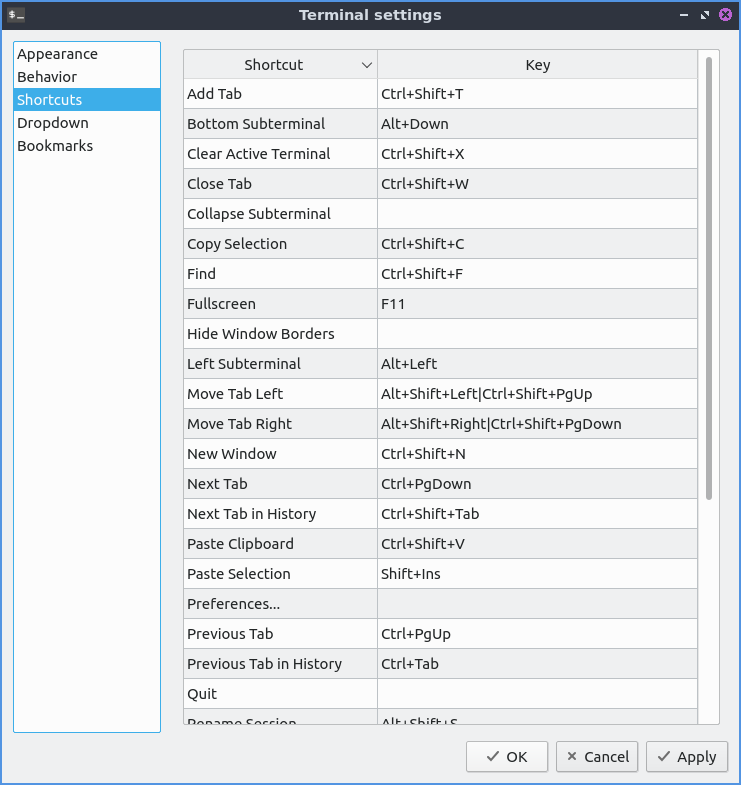 $_
Terminal settings
Appearance
Behavior
Shortcuts
Dropdown
Bookmarks
Shortcut Key
Add Tab Ctrl+Shift+T
Bottom Subterminal Alt+Down
Clear Active Terminal Ctrl+Shift+X
Close Tab Ctrl+Shift+W
Collapse Subterminal
Copy Selection Ctrl+Shift+C
Find Ctrl+Shift+F
Fullscreen F11
Hide Window Borders
Left Subterminal Alt+Left
Move Tab Left Alt+Shift+Left|Ctrl+Shift+PgUp
Move Tab Right Alt+Shift+Right|Ctrl+Shift+PgDown
New Window Ctrl+Shift+N
Next Tab Ctrl+PgDown
Next Tab in History Ctrl+Shift+Tab
Paste Clipboard Ctrl+Shift+V
Paste Selection Shift+Ins
Preferences...
Previous Tab Ctrl+PgUp
Previous Tab in History Ctrl+Tab
Quit
Rename Session Alt+Shift+S
OK Cancel Apply